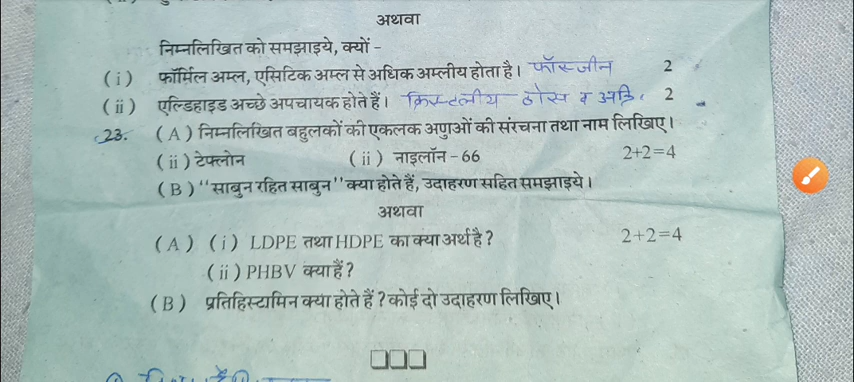 अथवा
निम्नलिखित को समझाइये, क्यों -
( i ) फॉर्मिल अम्ल, एसिटिक अम्ल से अधिक अम्लीय होता है। फॉस्जीन 2
( ii ) एल्डिहाइड अच्छे अपचायक होते हैं। क्रिस्टलीय ठोस व 2
23. ( A ) निम्नलिखित बहुलकों की एकलक अणुओं की संरचना तथा नाम लिखिए।
( ii ) टेफ्लोन ( ii ) नाइलॉन - 66 2+2=4
( B ) ‘‘साबुन रहित साबुन’’ क्या होते हैं, उदाहरण सहित समझाइये।
अथवा
( A ) ( i ) LDPE तथा HDPE का क्या अर्थ है ? 2+2=4
( ii ) PHBV क्या हैं ?
( B ) प्रतिहिस्टामिन क्या होते हैं ? कोई दो उदाहरण लिखिए।